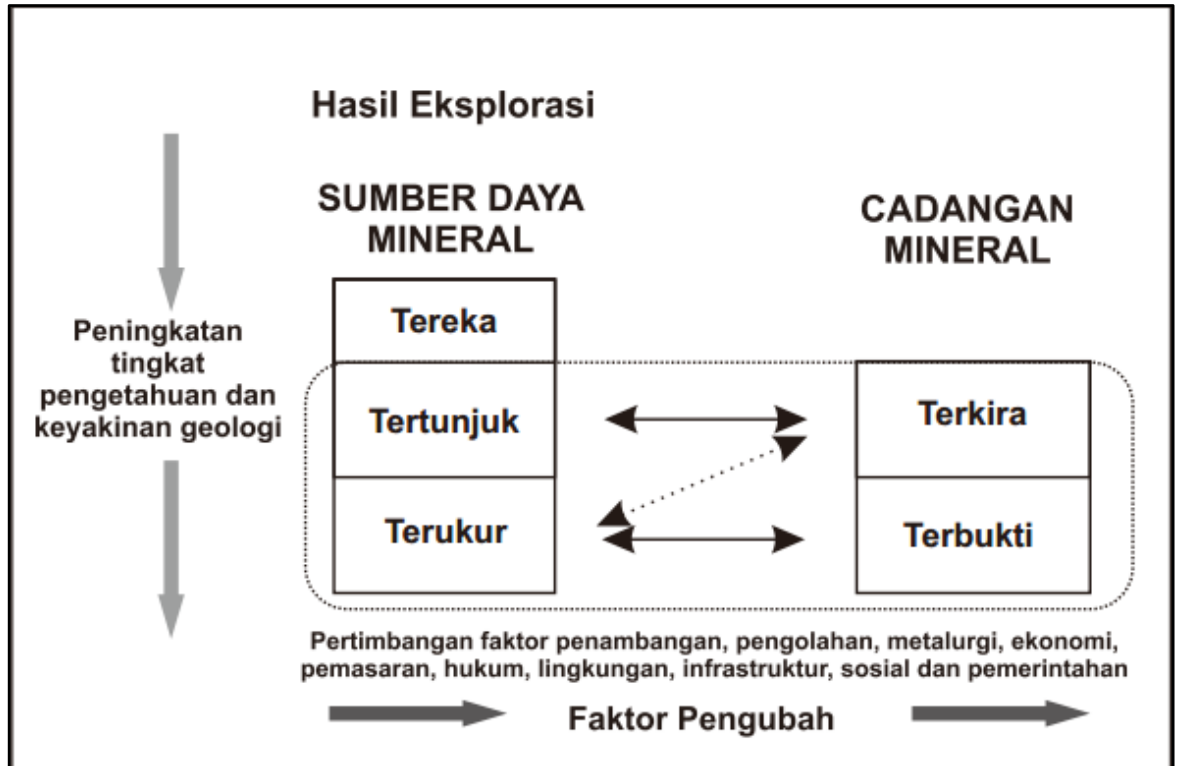 Hasil Eksplorasi
SUMBER DAYA
MINERAL
CADANGAN
MINERAL
Tereka
Peningkatan
tingkat
pengetahuan dan
keyakinan geologi
Tertunjuk
Terkira
Terukur
Terbukti
Pertimbangan faktor penambangan, pengolahan, metalurgi, ekonomi,
pemasaran, hukum, lingkungan, infrastruktur, sosial dan pemerintahan
Faktor Pengubah